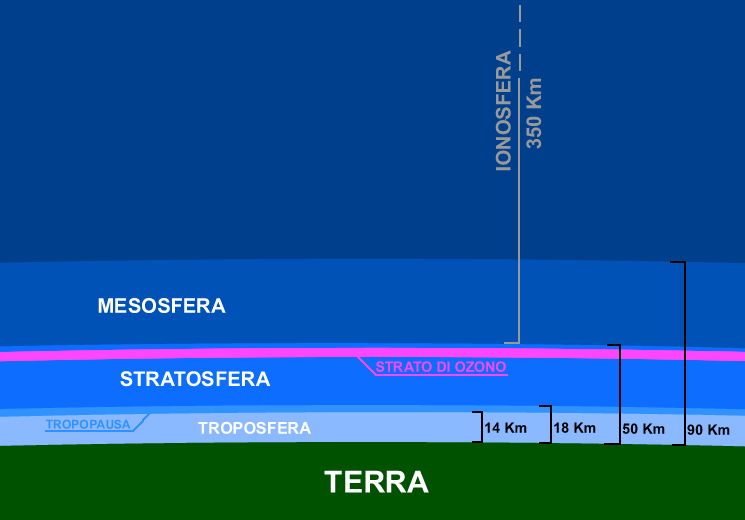 IONOSFERA
350 Km
MESOSFERA
STRATO DI OZONO
STRATOSFERA
TROPOPAUSA
TROPOSFERA
14 Km
18 Km
50 Km
90 Km
TERRA